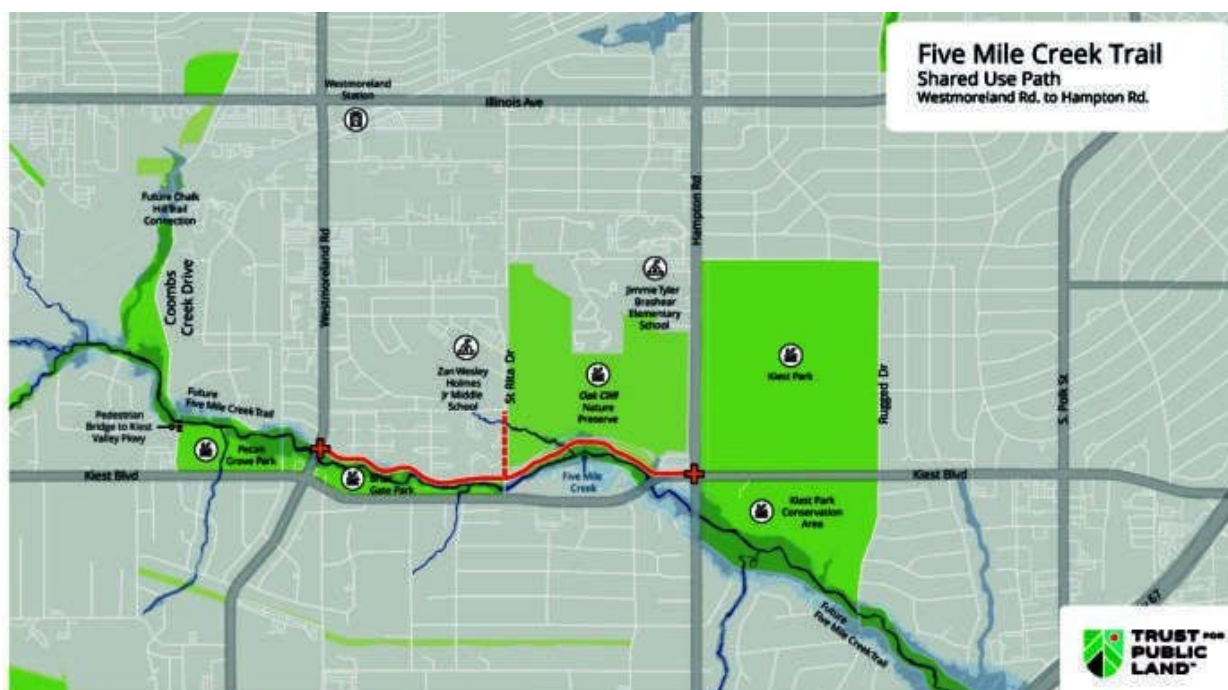 Five Mile Creek Trail
Shared Use Path
Westmoreland Rd. to Hampton Rd.
Westmoreland
Station
Illinois Ave
Future Chalk
Hill Trail
Connection
Coombs
Creek Drive
Westmoreland Rd
Hampton Rd
Jimmie Tyler
Brashear
Elementary
School
Zan Wesley
Holmes
Jr Middle
School
St Rita Dr
Oak Cliff
Nature
Preserve
Kiest Park
Rugged Dr
S. Polk St
Future
Five Mile Creek Trail
Pedestrian
Bridge to Kiest
Valley Pkwy
Pecan
Grove Park
Kiest Blvd
Gate Park
Five Mile
Creek
Kiest Blvd
Kiest Park
Conservation
Area
Future
Five Mile Creek Trail
67
TRUST FOR
PUBLIC
LAND™